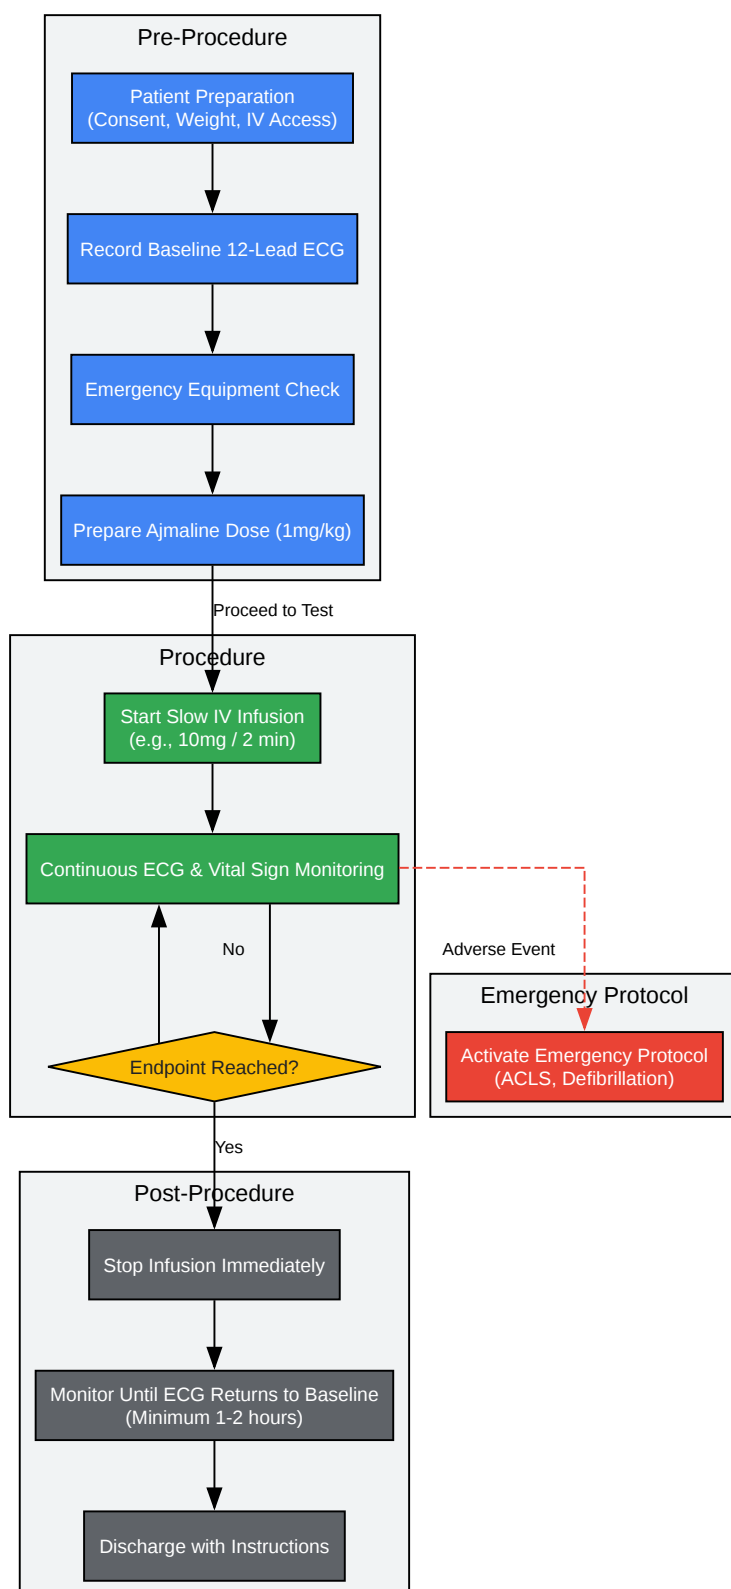 Pre-Procedure
Patient Preparation
(Consent, Weight, IV Access)
Record Baseline 12-Lead ECG
Emergency Equipment Check
Prepare Ajmaline Dose (1mg/kg)
Proceed to Test
Procedure
Start Slow IV Infusion
(e.g., 10mg / 2 min)
Continuous ECG & Vital Sign Monitoring
No
Adverse Event
Emergency Protocol
Activate Emergency Protocol
(ACLS, Defibrillation)
Endpoint Reached?
Yes
Post-Procedure
Stop Infusion Immediately
Monitor Until ECG Returns to Baseline
(Minimum 1-2 hours)
Discharge with Instructions